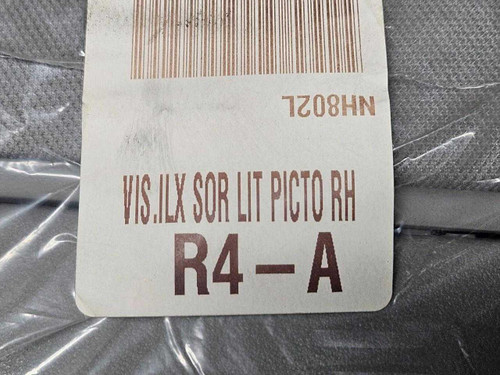 NH802L
VIS.ILX SOR LIT PICTO RH
R4-A